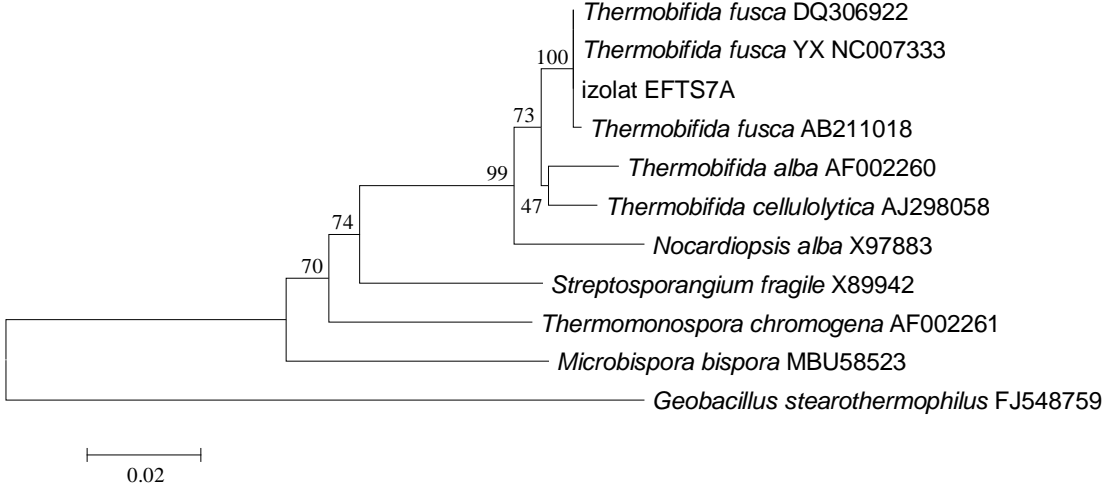 Thermobifida fusca DQ306922
Thermobifida fusca YX NC007333
100
izolat EFTS7A
Thermobifida fusca AB211018
73
Thermobifida alba AF002260
99
Thermobifida cellulolytica AJ298058
47
Nocardiopsis alba X97883
74
Streptosporangium fragile X89942
70
Thermomonospora chromogena AF002261
Microbispora bispora MBU58523
Geobacillus stearothermophilus FJ548759
0.02